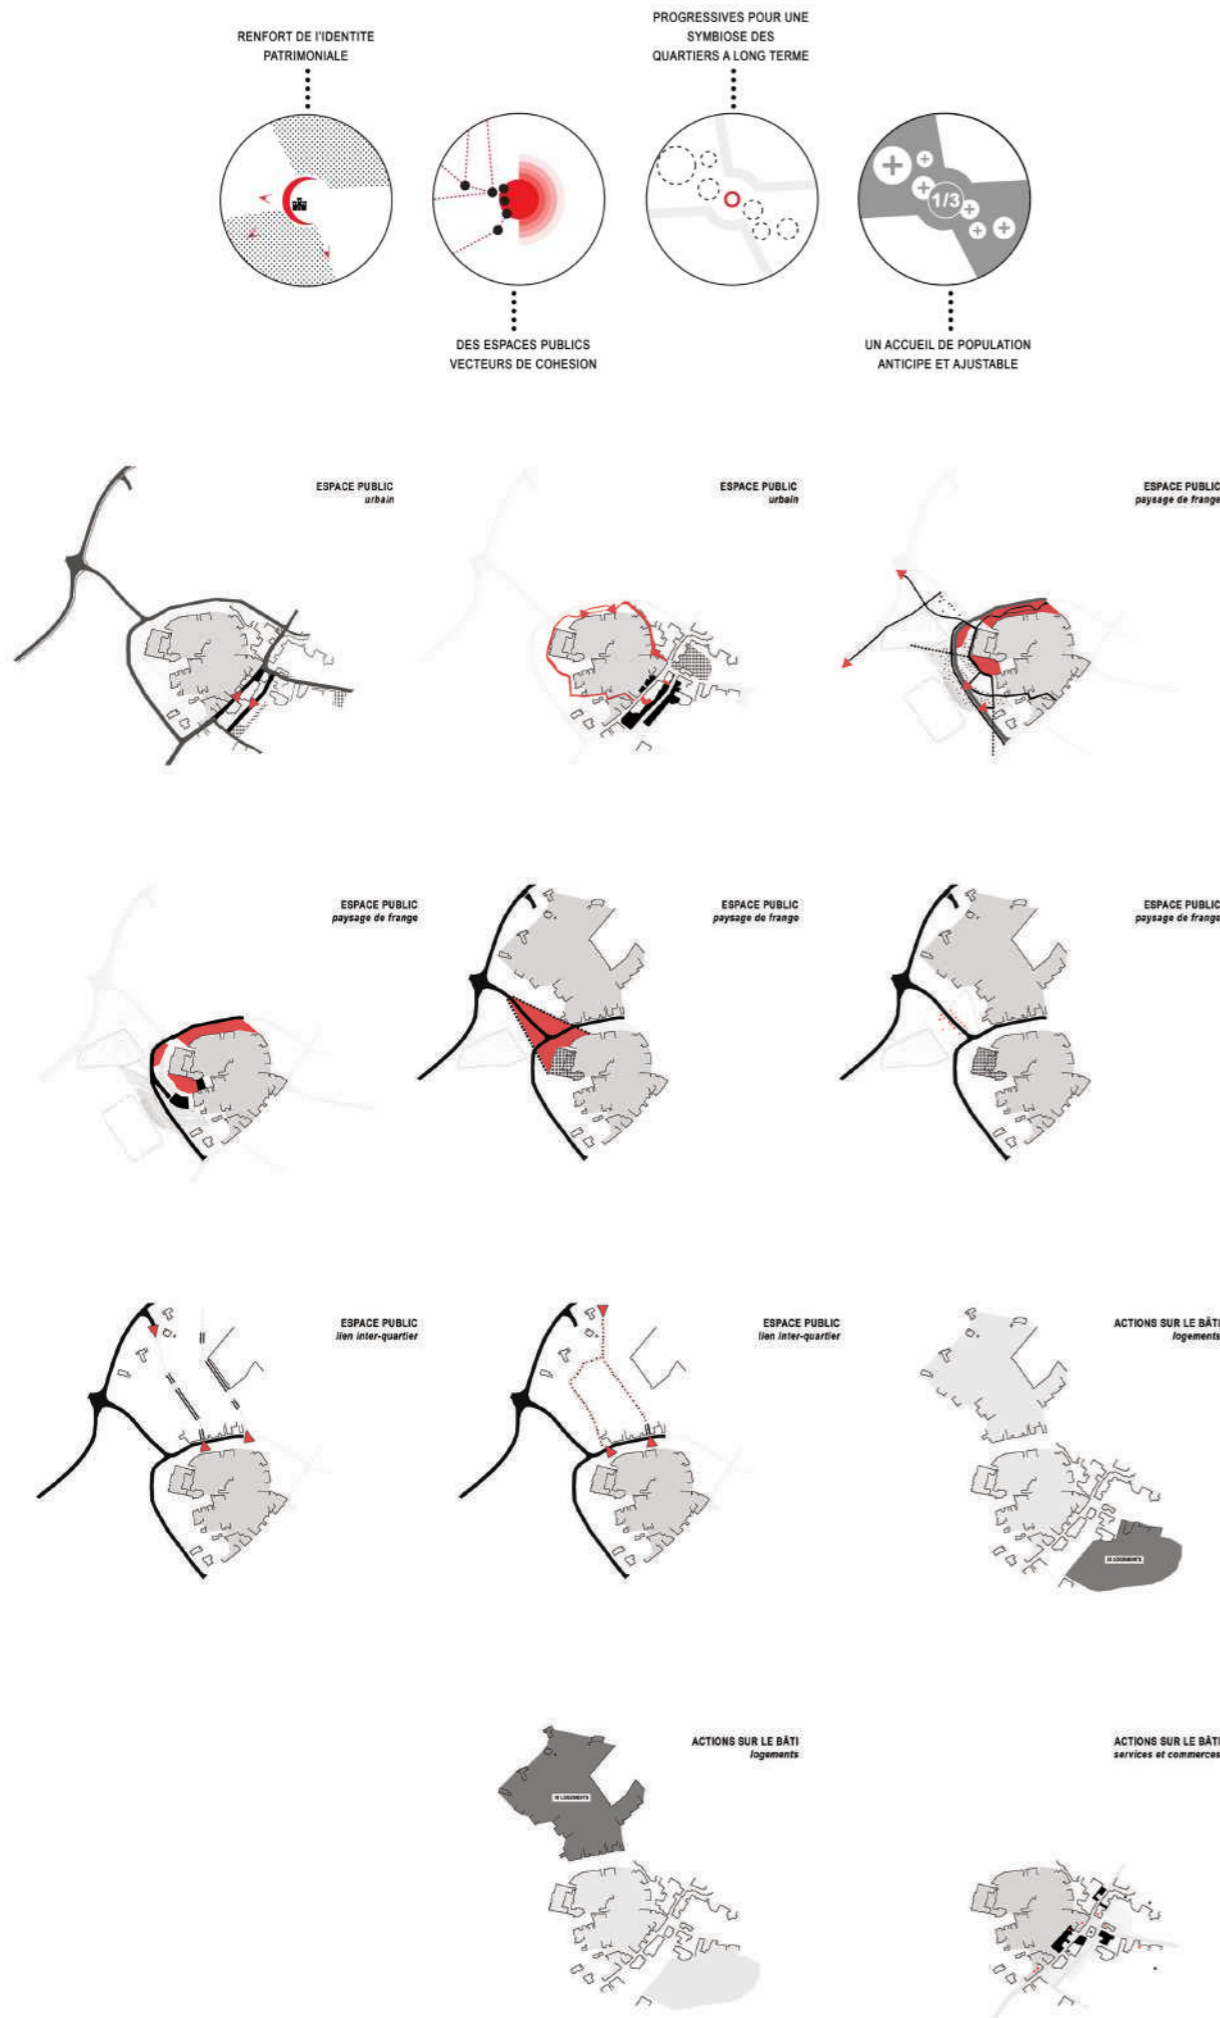 RENFORT DE l'IDENTITE
PATRIMONIALE
PROGRESSIVES POUR UNE
SYMBIOSE DES
QUARTIERS A LONG TERME
1/3
DES ESPACES PUBLICS
VECTEURS DE COHESION
UN ACCUEIL DE POPULATION
ANTICIPE ET AJUSTABLE
ESPACE PUBLIC
urbain
ESPACE PUBLIC
urbain
ESPACE PUBLIC
paysage de frange
ESPACE PUBLIC
paysage de frange
ESPACE PUBLIC
paysage de frange
ESPACE PUBLIC
paysage de frange
ESPACE PUBLIC
lien inter-quartier
ESPACE PUBLIC
lien inter-quartier
ACTIONS SUR LE BÂTI
logements
LOGEMENTS
ACTIONS SUR LE BÂTI
logements
LOGEMENTS
ACTIONS SUR LE BÂTI
services et commerces